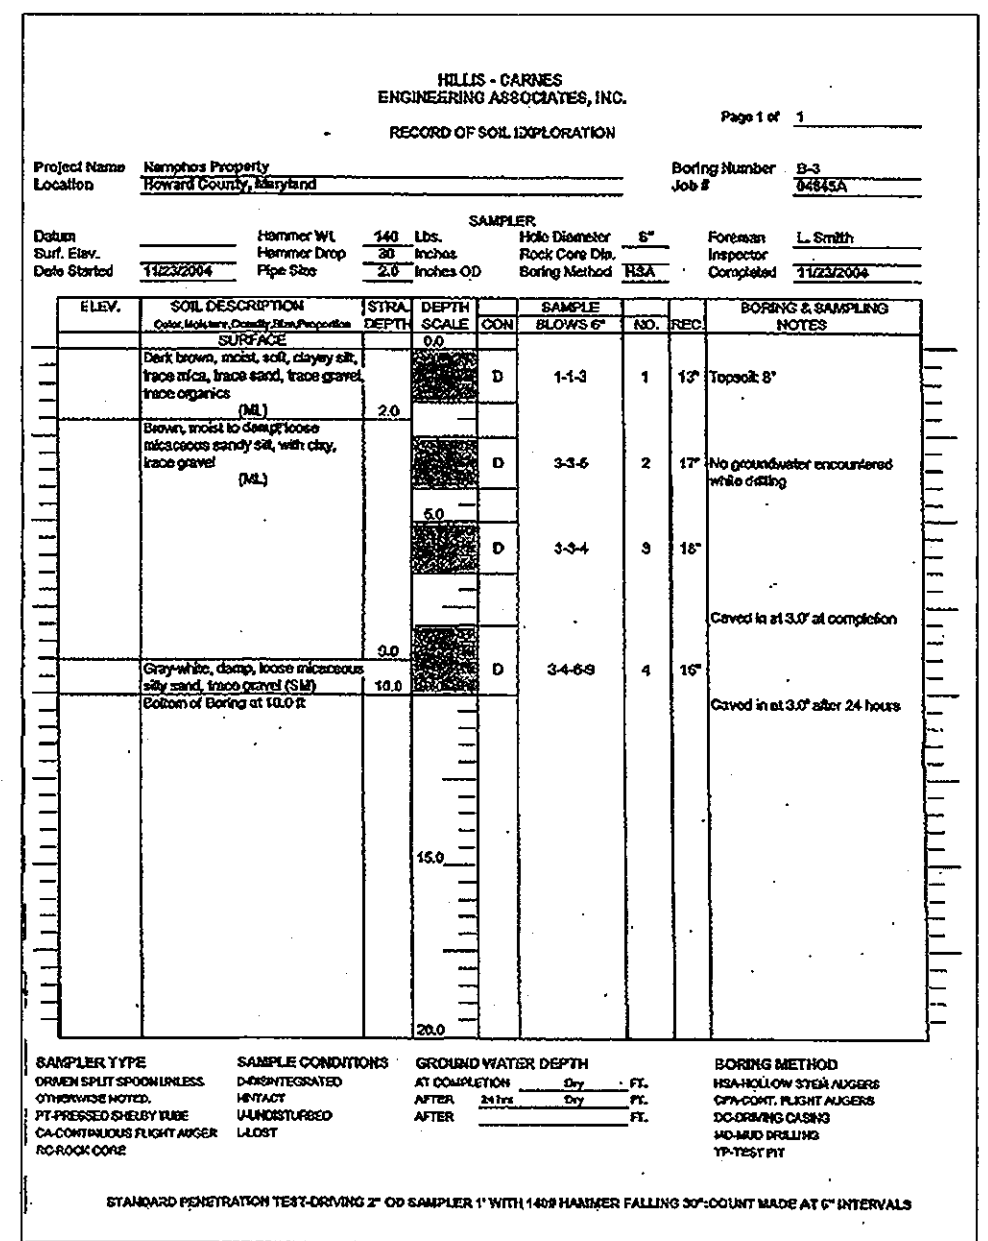 HILLIS - CARNES
ENGINEERING ASSOCIATES, INC.
Page 1 of 1
RECORD OF SOIL EXPLORATION
Project Name Namphos Property Boring Number B-3
Location Howard County, Maryland Job # 04845A
SAMPLER
Datum Hammer Wt. 140 Lbs. Hole Diameter 6" Foreman L. Smith
Surf. Elev. Hammer Drop 30 Inches Rock Core Dia. Inspector
Date Started 11/23/2004 Pipe Size 2.0 Inches OD Boring Method HSA Completed 11/23/2004
ELEV. SOIL DESCRIPTION STRA. DEPTH SAMPLE BORING & SAMPLING
Color, Moisture, Density, Size, Proportion DEPTH SCALE CON BLOWS 6" NO. REC. NOTES
SURFACE 0.0
Dark brown, moist, soft, clayey silt,
trace mica, trace sand, trace gravel, D 1-1-3 1 13" Topsoil: 8"
trace organics
(ML) 2.0
Brown, moist to damp, loose
micaceous sandy silt, with clay,
trace gravel D 3-3-5 2 17" No groundwater encountered
(ML) while drilling
5.0
D 3-3-4 3 18"
Caved in at 3.0' at completion
9.0
Gray-white, damp, loose micaceous D 3-4-6-9 4 16"
silty sand, trace gravel (SM) 10.0
Bottom of Boring at 10.0 ft Caved in at 3.0' after 24 hours
15.0
20.0
SAMPLER TYPE SAMPLE CONDITIONS GROUND WATER DEPTH BORING METHOD
DRIVEN SPLIT SPOON UNLESS D-DISINTEGRATED AT COMPLETION Dry FT. HSA-HOLLOW STEM AUGERS
OTHERWISE NOTED. I-INTACT AFTER 24 hrs Dry FT. CFA-CONT. FLIGHT AUGERS
PT-PRESSED SHELBY TUBE U-UNDISTURBED AFTER FT. DC-DRIVING CASING
CA-CONTINUOUS FLIGHT AUGER L-LOST MD-MUD DRILLING
RC-ROCK CORE TP-TEST PIT
STANDARD PENETRATION TEST-DRIVING 2" OD SAMPLER 1' WITH 140# HAMMER FALLING 30":COUNT MADE AT 6" INTERVALS